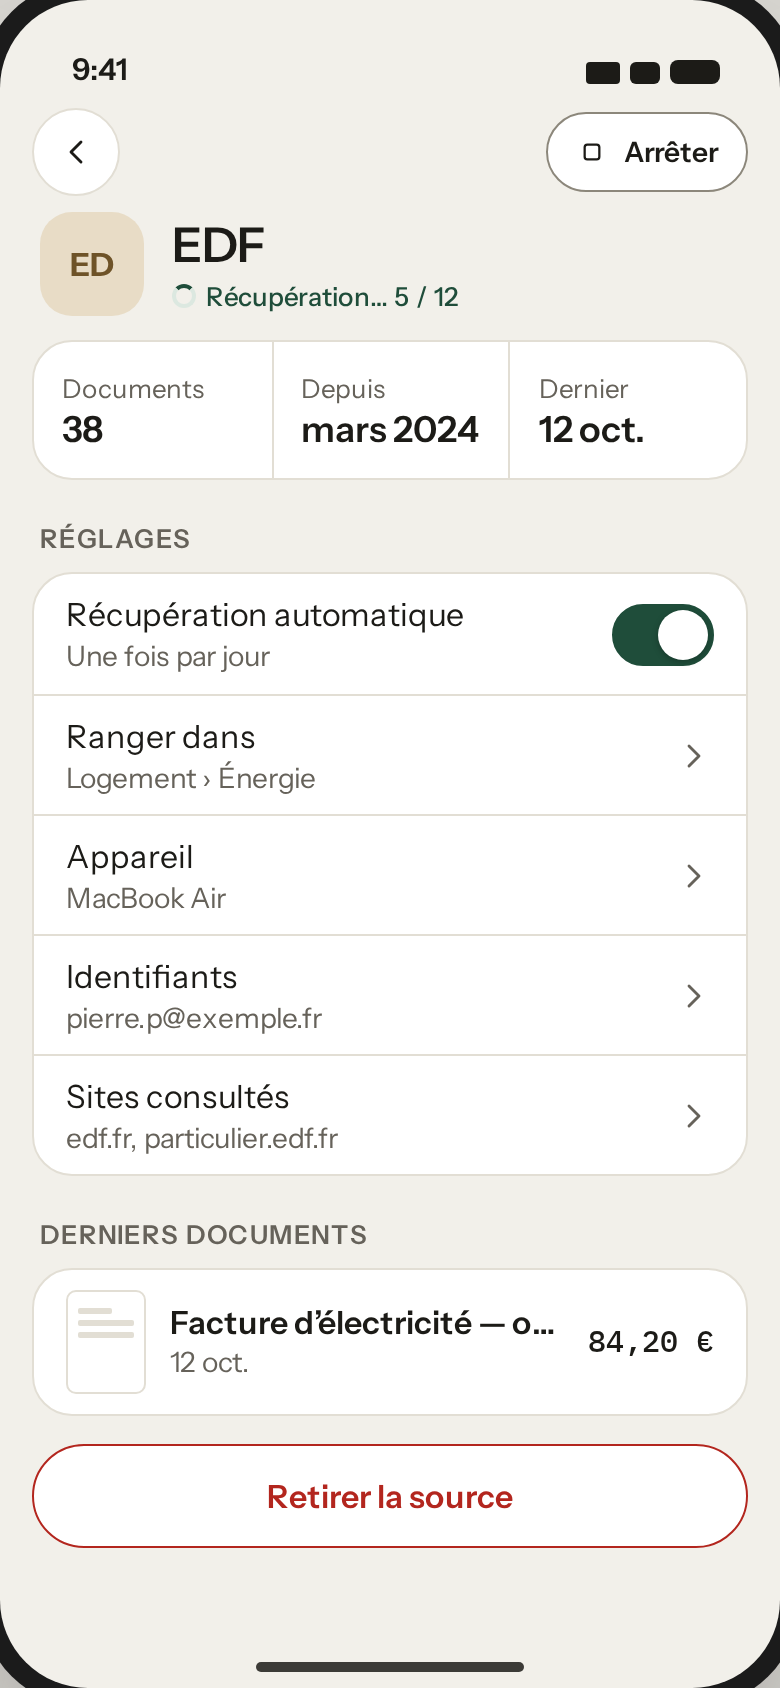 9:41
Arrêter
ED
EDF
Récupération... 5 / 12
Documents
38
Depuis
mars 2024
Dernier
12 oct.
RÉGLAGES
Récupération automatique
Une fois par jour
Ranger dans
Logement › Énergie
Appareil
MacBook Air
Identifiants
pierre.p@exemple.fr
Sites consultés
edf.fr, particulier.edf.fr
DERNIERS DOCUMENTS
Facture d’électricité — o...
84,20 €
12 oct.
Retirer la source